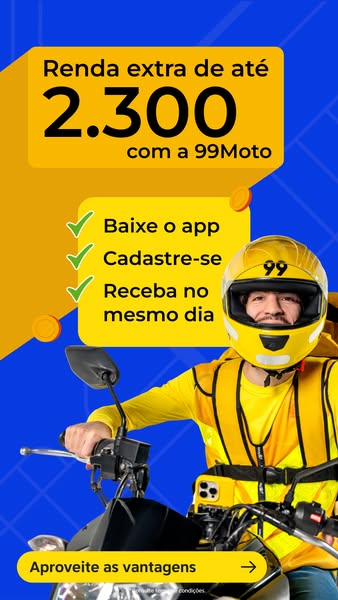 Renda extra de até
2.300
com a 99Moto
Baixe o app
Cadastre-se
Receba no
mesmo dia
99
Aproveite as vantagens
condições.